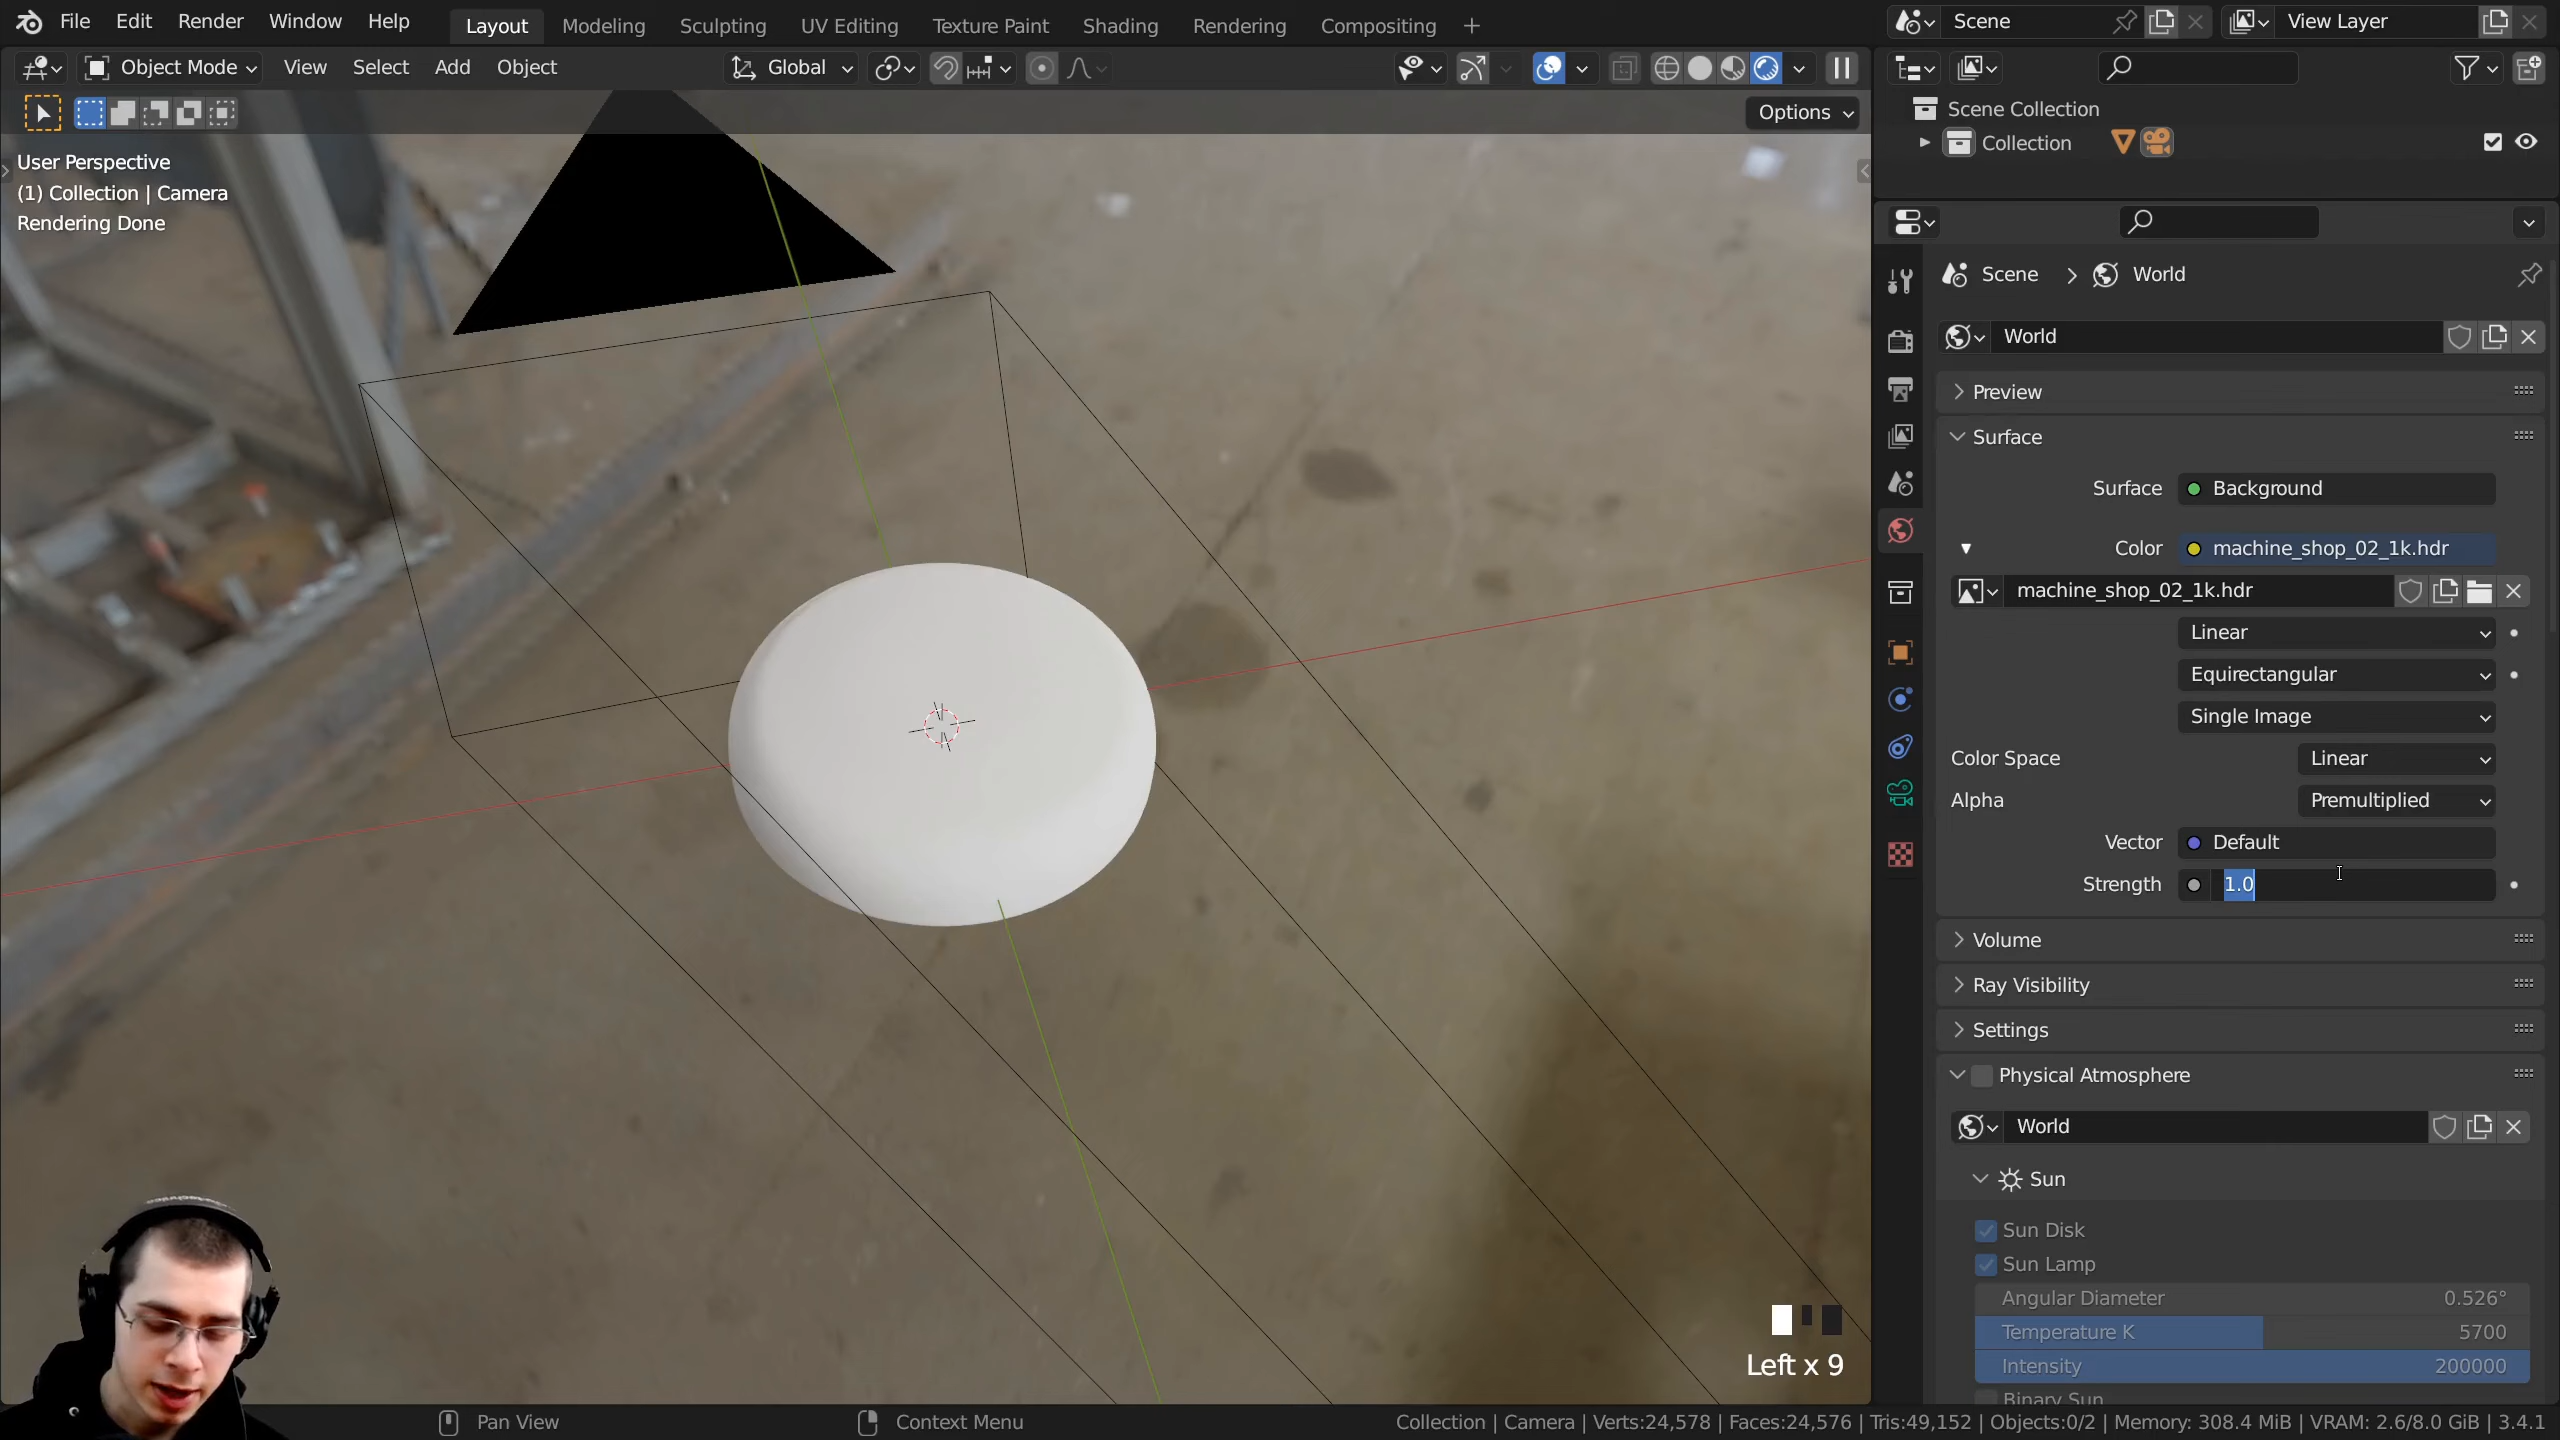 File Edit Render Window Help Layout Modeling Sculpting UV Editing Texture Paint Shading Rendering Compositing + Scene View Layer
Object Mode View Select Add Object Global
Options
User Perspective
(1) Collection | Camera
Rendering Done
Scene Collection
Collection
Scene > World
World
Preview
Surface
Surface Background
Color machine_shop_02_1k.hdr
machine_shop_02_1k.hdr
Linear
Equirectangular
Single Image
Color Space Linear
Alpha Premultiplied
Vector Default
Strength 1.0
Volume
Ray Visibility
Settings
Physical Atmosphere
World
Sun
Sun Disk
Sun Lamp
Angular Diameter 0.526°
Temperature K 5700
Intensity 200000
Binary Sun
Left x 9
Pan View Context Menu Collection | Camera | Verts:24,578 | Faces:24,576 | Tris:49,152 | Objects:0/2 | Memory: 308.4 MiB | VRAM: 2.6/8.0 GiB | 3.4.1